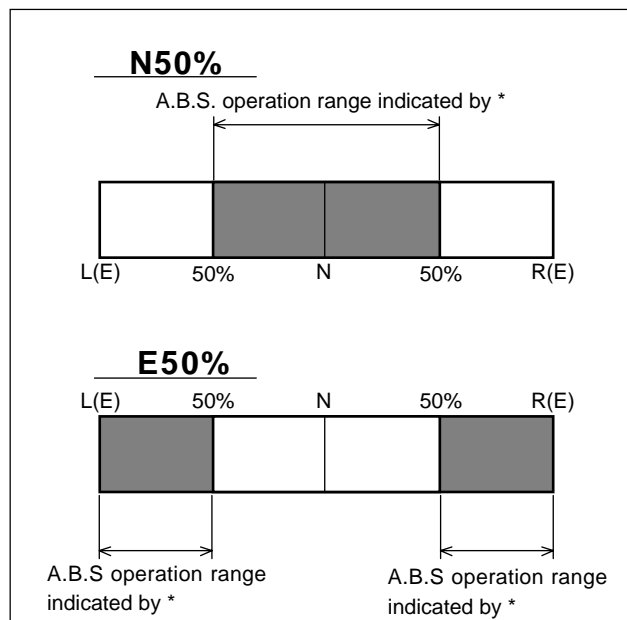 N50%
A.B.S. operation range indicated by *
L(E) 50% N 50% R(E)
E50%
L(E) 50% N 50% R(E)
A.B.S operation range
indicated by *
A.B.S operation range
indicated by *